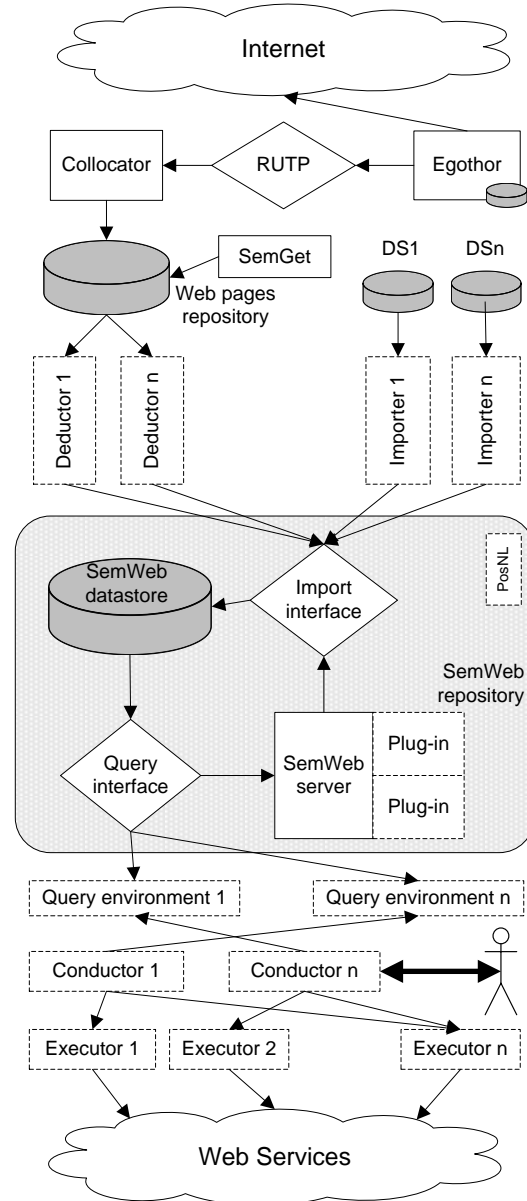 Internet
Collocator
RUTP
Egothor
SemGet
Web pages
repository
DS1
DSn
Deductor 1
Deductor n
Importer 1
Importer n
SemWeb
datastore
Import
interface
PosNL
SemWeb
repository
Query
interface
SemWeb
server
Plug-in
Plug-in
Query environment 1
Query environment n
Conductor 1
Conductor n
Executor 1
Executor 2
Executor n
Web Services